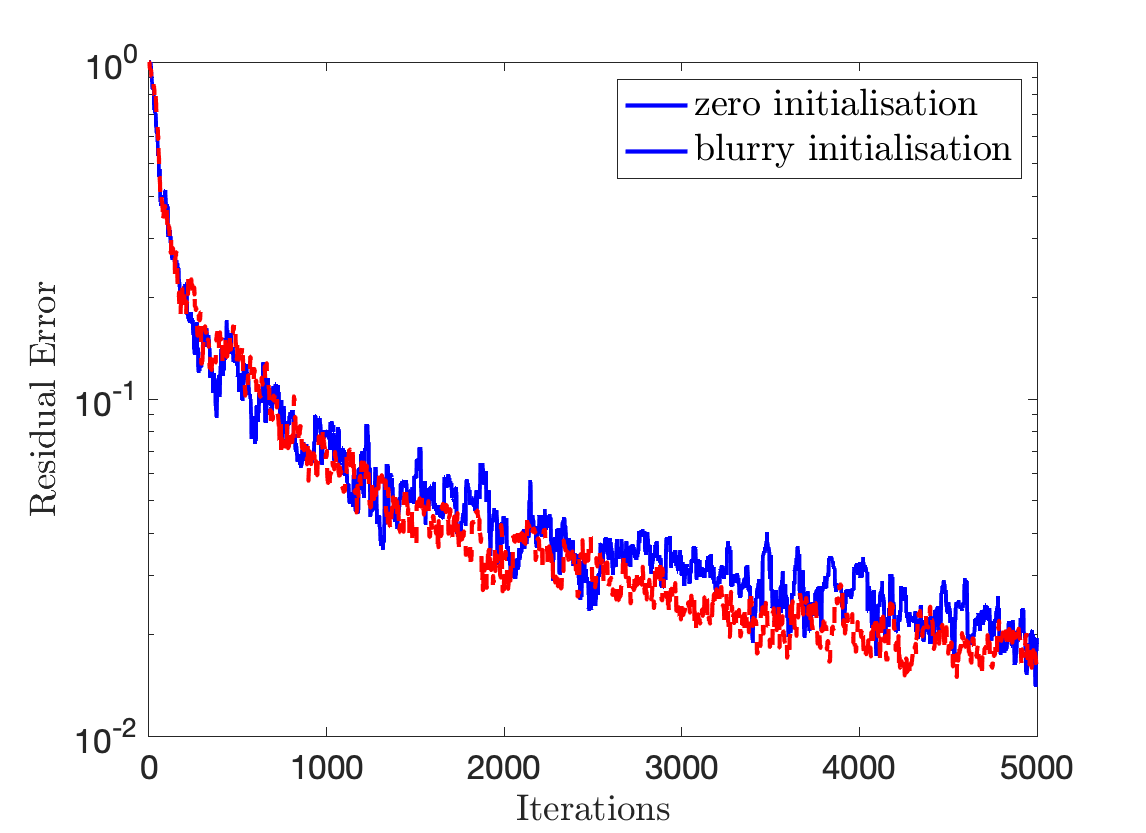 10^0
zero initialisation
blurry initialisation
Residual Error
10^-1
10^-2
0 1000 2000 3000 4000 5000
Iterations